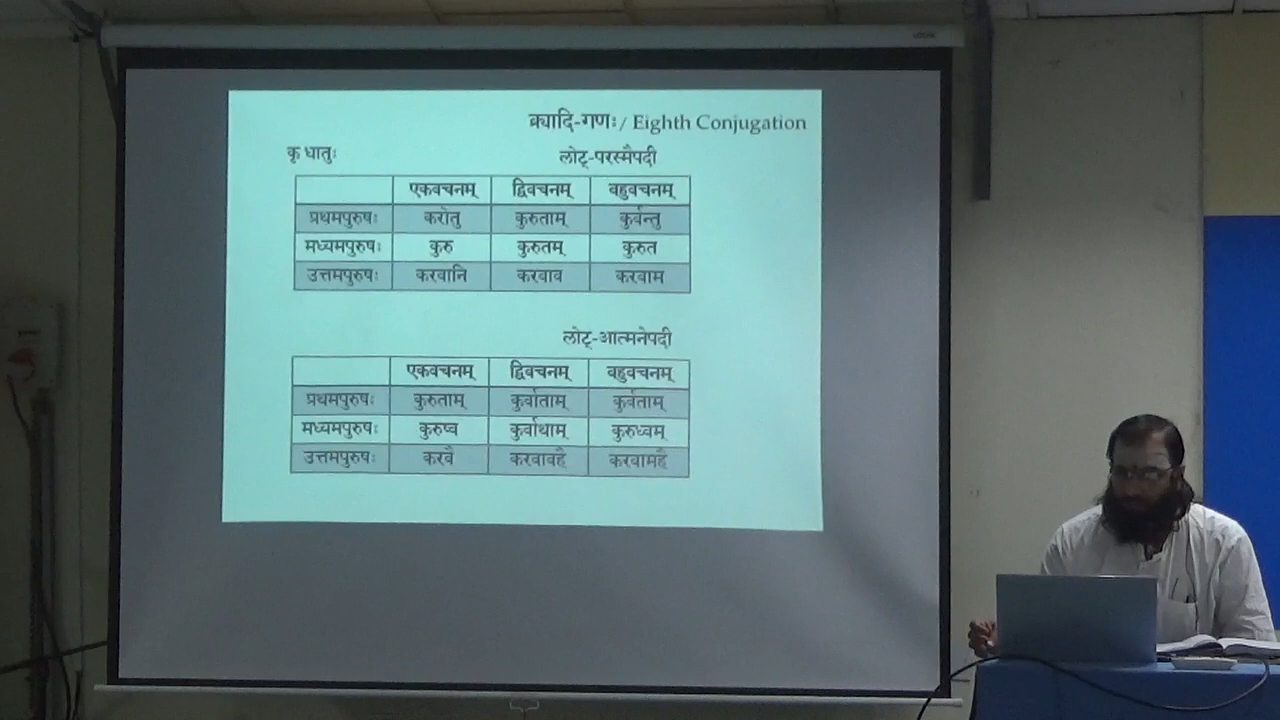 क्र्यादि-गणः / Eighth Conjugation
कृ धातुः लोट्-परस्मैपदी
एकवचनम् द्विवचनम् बहुवचनम्
प्रथमपुरुषः करोतु कुरुताम् कुर्वन्तु
मध्यमपुरुषः कुरु कुरुतम् कुरुत
उत्तमपुरुषः करवानि करवाव करवाम
लोट्-आत्मनेपदी
एकवचनम् द्विवचनम् बहुवचनम्
प्रथमपुरुषः कुरुताम् कुर्वाताम् कुर्वताम्
मध्यमपुरुषः कुरुष्व कुर्वाथाम् कुरुध्वम्
उत्तमपुरुषः करवै करवावहै करवामहै